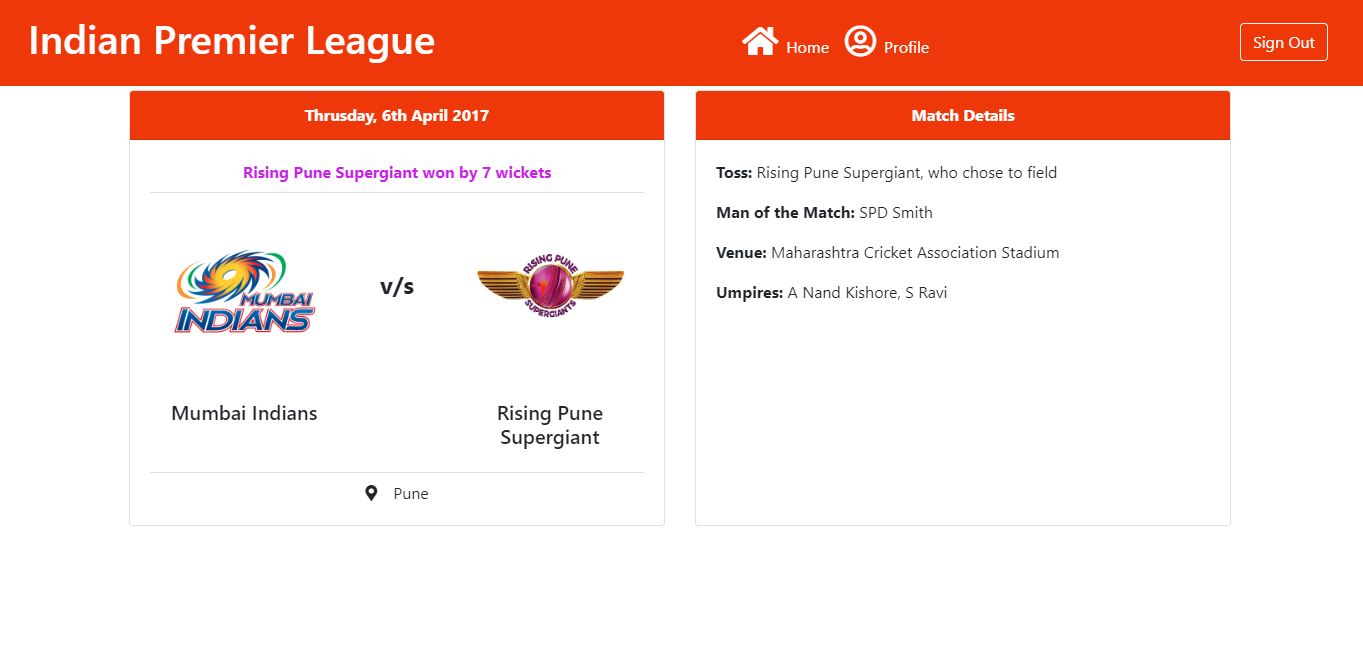 Indian Premier League
Home
Profile
Sign Out
Thrusday, 6th April 2017
Rising Pune Supergiant won by 7 wickets
MUMBAI
INDIANS
v/s
RISING PUNE
SUPERGIANTS
Mumbai Indians
Rising Pune
Supergiant
Pune
Match Details
Toss: Rising Pune Supergiant, who chose to field
Man of the Match: SPD Smith
Venue: Maharashtra Cricket Association Stadium
Umpires: A Nand Kishore, S Ravi